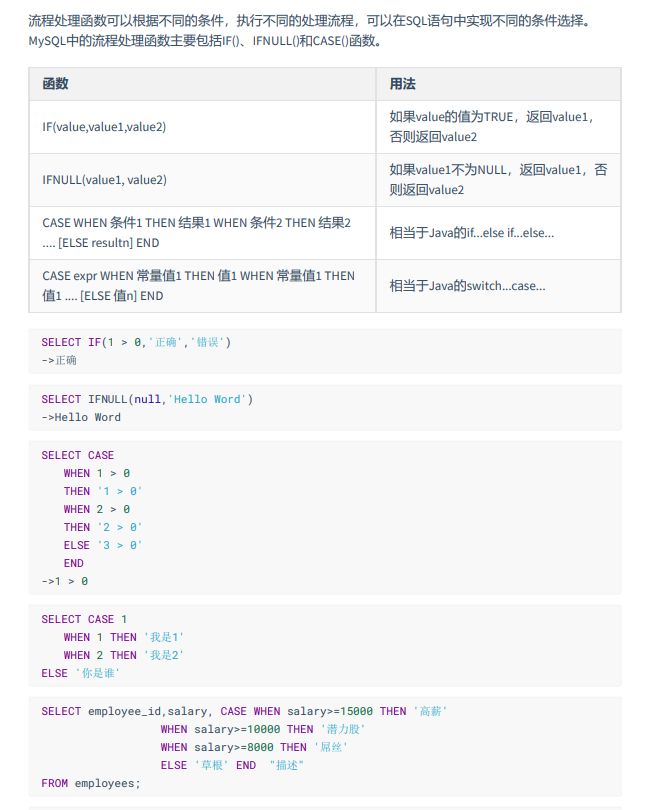 流程处理函数可以根据不同的条件，执行不同的处理流程，可以在SQL语句中实现不同的条件选择。
MySQL中的流程处理函数主要包括IF()、IFNULL()和CASE()函数。
函数 用法
IF(value,value1,value2) 如果value的值为TRUE，返回value1，
否则返回value2
IFNULL(value1, value2) 如果value1不为NULL，返回value1，否
则返回value2
CASE WHEN 条件1 THEN 结果1 WHEN 条件2 THEN 结果2
.... [ELSE resultn] END 相当于Java的if...else if...else...
CASE expr WHEN 常量值1 THEN 值1 WHEN 常量值1 THEN
值1 .... [ELSE 值n] END 相当于Java的switch...case...
SELECT IF(1 > 0,'正确','错误')
->正确
SELECT IFNULL(null,'Hello Word')
->Hello Word
SELECT CASE
WHEN 1 > 0
THEN '1 > 0'
WHEN 2 > 0
THEN '2 > 0'
ELSE '3 > 0'
END
->1 > 0
SELECT CASE 1
WHEN 1 THEN '我是1'
WHEN 2 THEN '我是2'
ELSE '你是谁'
SELECT employee_id,salary, CASE WHEN salary>=15000 THEN '高薪'
WHEN salary>=10000 THEN '潜力股'
WHEN salary>=8000 THEN '屌丝'
ELSE '草根' END "描述"
FROM employees;